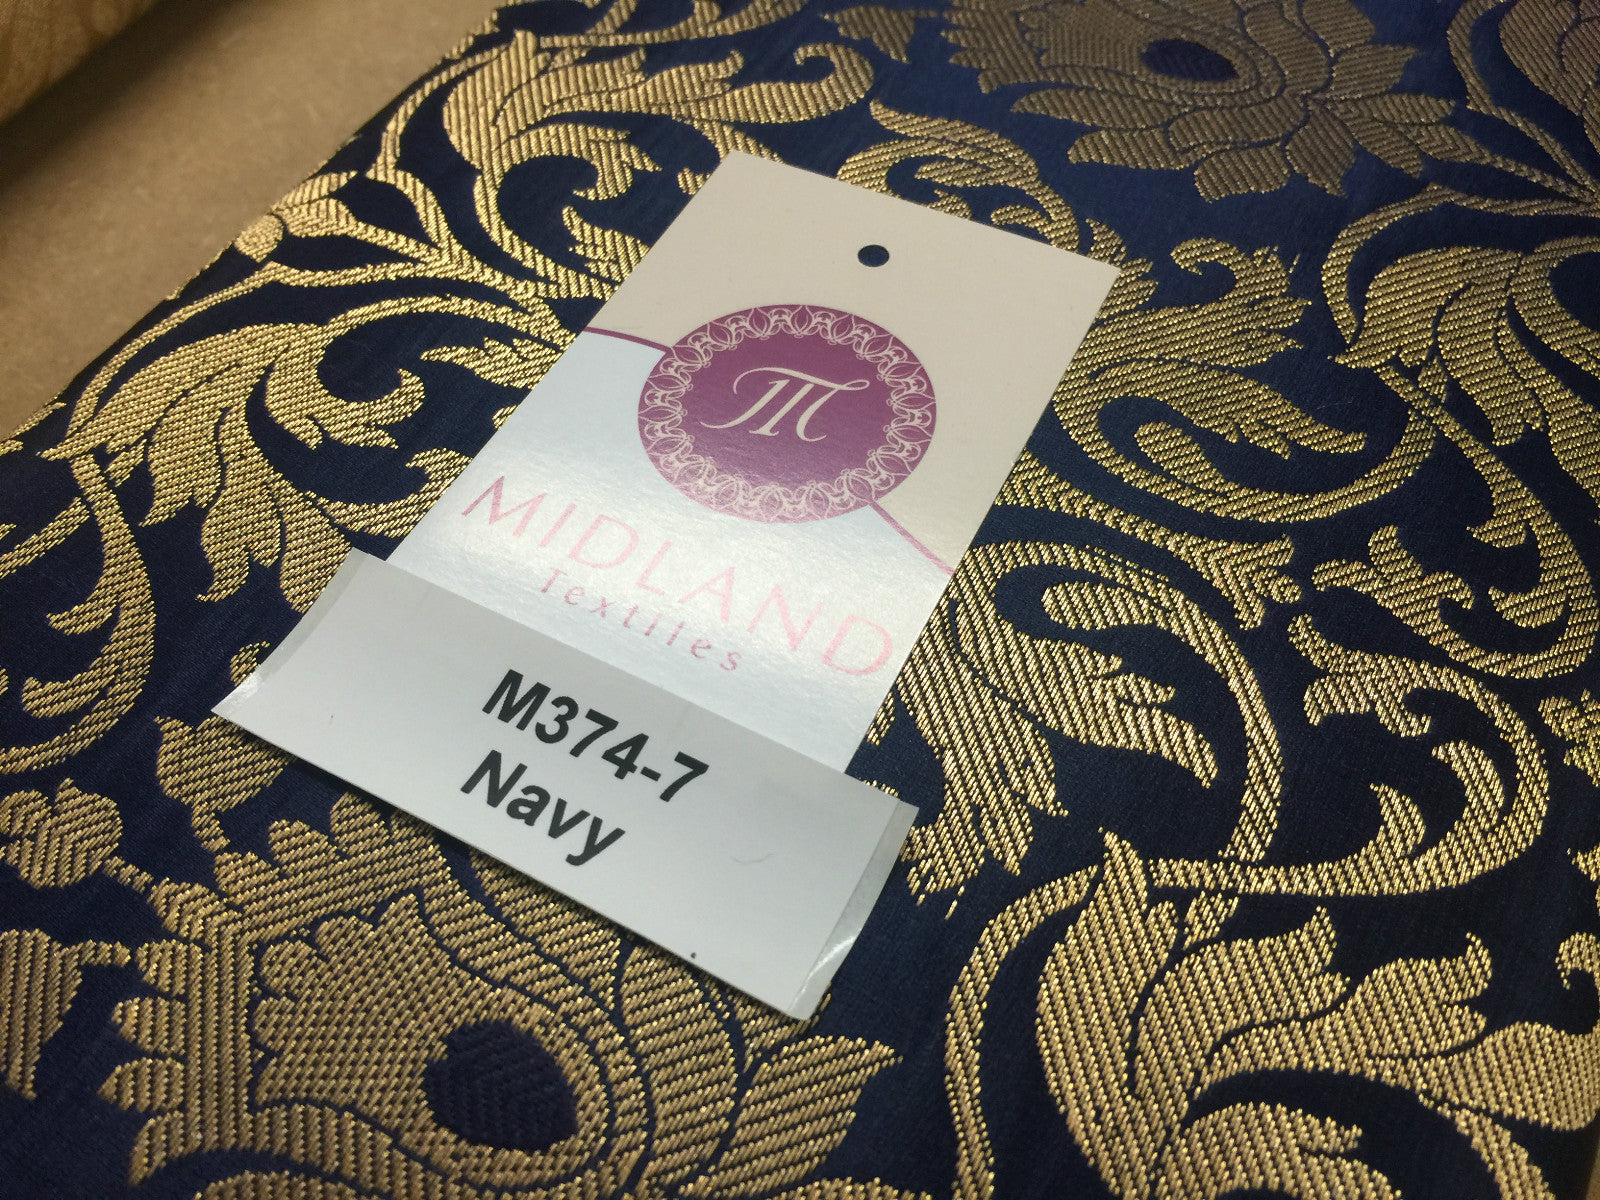 MIDLAND
Textiles
M374-7
Navy